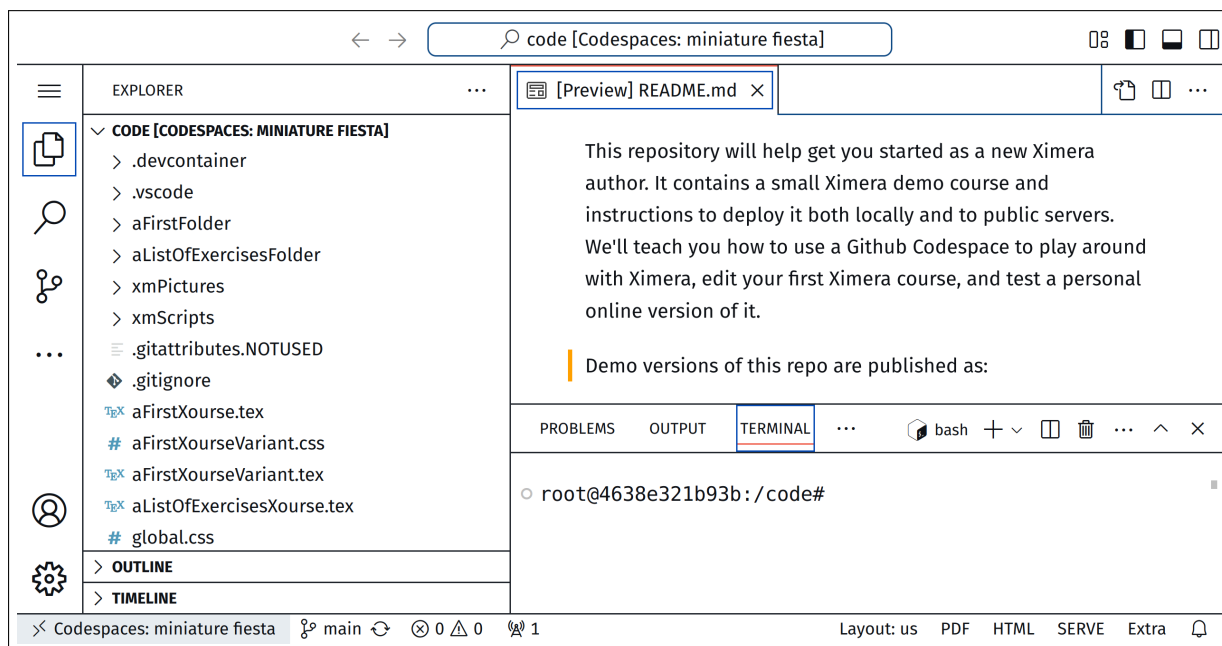 code [Codespaces: miniature fiesta]
EXPLORER
CODE [CODESPACES: MINIATURE FIESTA]
.devcontainer
.vscode
aFirstFolder
aListOfExercisesFolder
xmPictures
xmScripts
.gitattributes.NOTUSED
.gitignore
TEX aFirstXourse.tex
# aFirstXourseVariant.css
TEX aFirstXourseVariant.tex
TEX aListOfExercisesXourse.tex
# global.css
OUTLINE
TIMELINE
[Preview] README.md
This repository will help get you started as a new Ximera
author. It contains a small Ximera demo course and
instructions to deploy it both locally and to public servers.
We'll teach you how to use a Github Codespace to play around
with Ximera, edit your first Ximera course, and test a personal
online version of it.
Demo versions of this repo are published as:
PROBLEMS OUTPUT TERMINAL bash
root@4638e321b93b:/code#
Codespaces: miniature fiesta main 0 0 1 Layout: us PDF HTML SERVE Extra